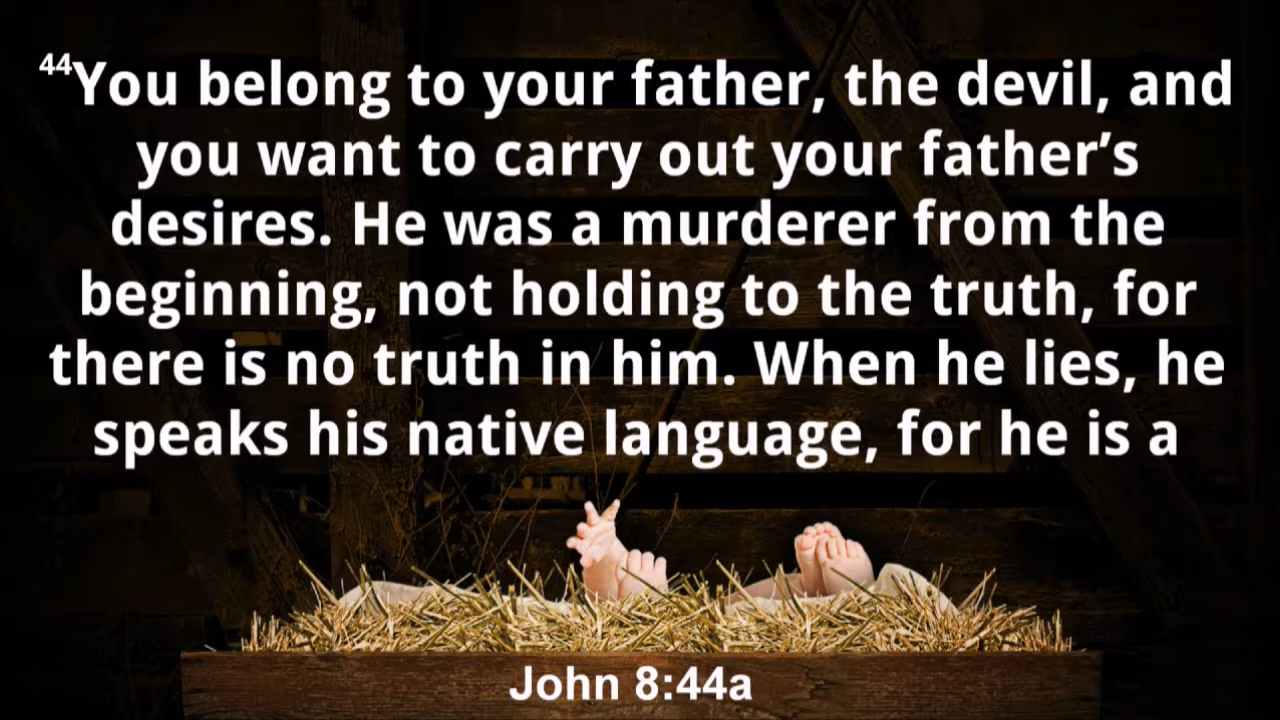 44You belong to your father, the devil, and
you want to carry out your father’s
desires. He was a murderer from the
beginning, not holding to the truth, for
there is no truth in him. When he lies, he
speaks his native language, for he is a
John 8:44a